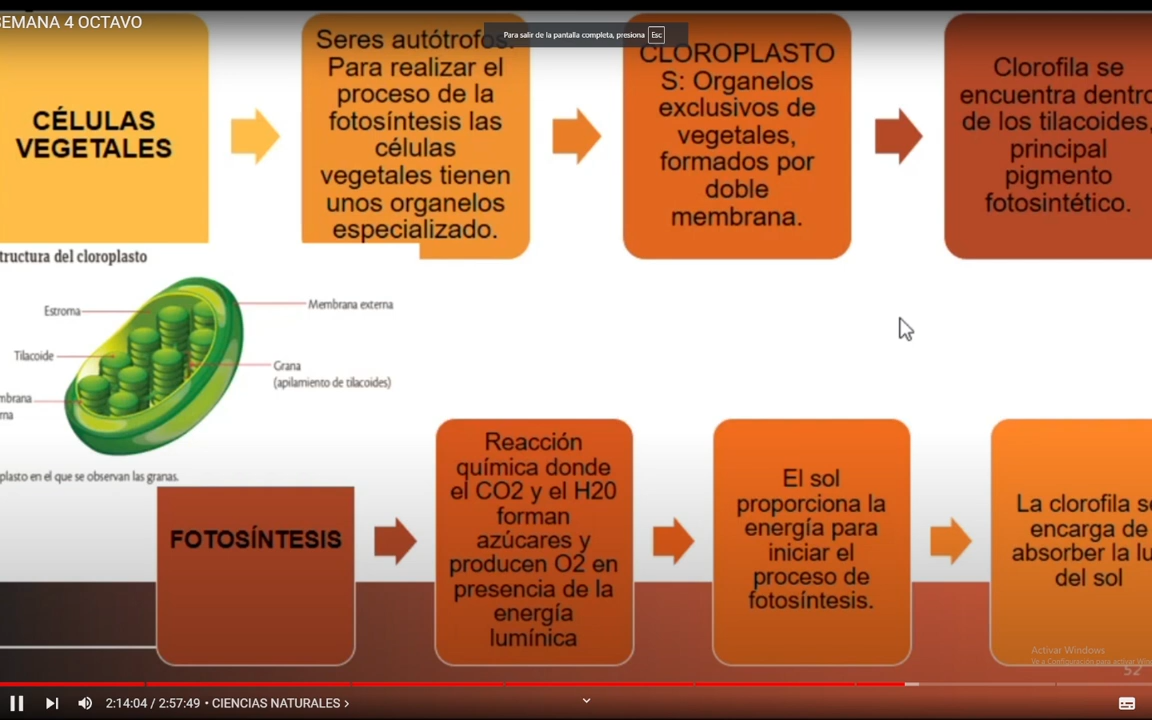 SEMANA 4 OCTAVO
Para salir de la pantalla completa, presiona Esc
CÉLULAS
VEGETALES
Seres autótrofos:
Para realizar el
proceso de la
fotosíntesis las
células
vegetales tienen
unos organelos
especializado.
CLOROPLASTO
S: Organelos
exclusivos de
vegetales,
formados por
doble
membrana.
Clorofila se
encuentra dentro
de los tilacoides,
principal
pigmento
fotosintético.
tructura del cloroplasto
Estroma
Membrana externa
Tilacoide
Grana
(apilamiento de tilacoides)
mbrana
rna
plasto en el que se observan las granas.
FOTOSÍNTESIS
Reacción
química donde
el CO2 y el H20
forman
azúcares y
producen O2 en
presencia de la
energía
lumínica
El sol
proporciona la
energía para
iniciar el
proceso de
fotosíntesis.
La clorofila se
encarga de
absorber la lu
del sol
Activar Windows
Ve a Configuración para activar Win
52
2:14:04 / 2:57:49 • CIENCIAS NATURALES >